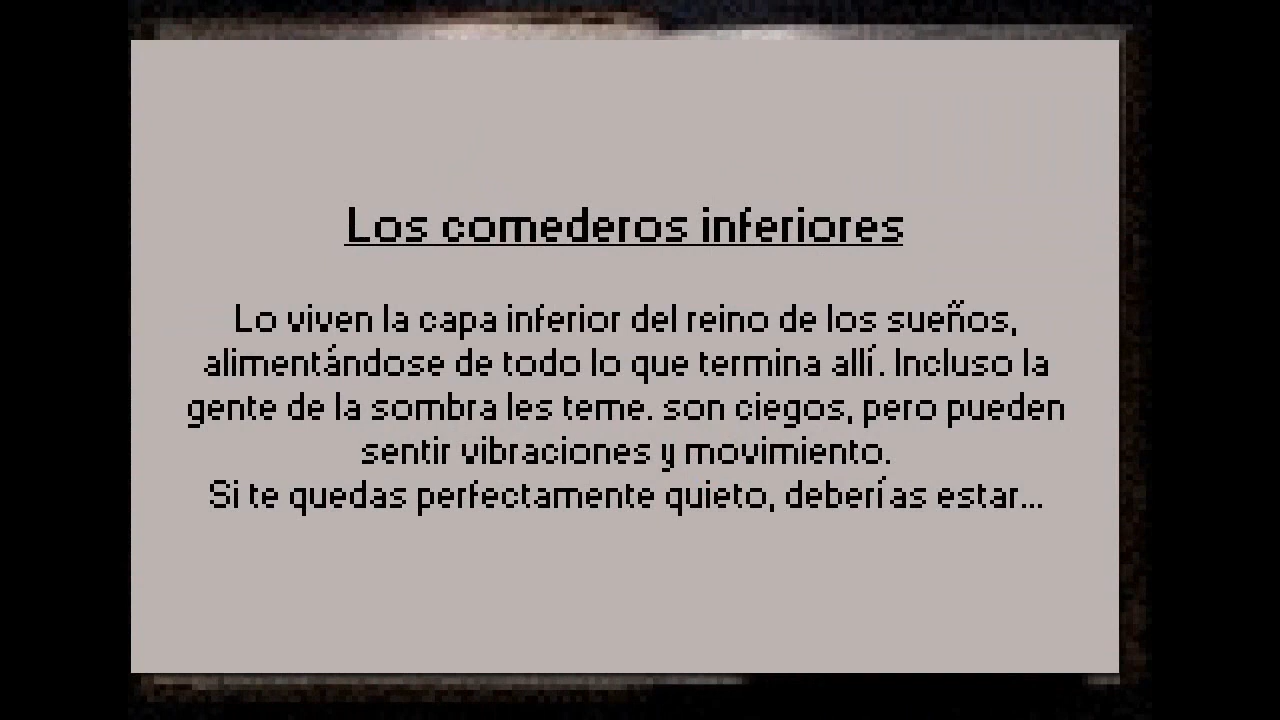 Los comederos inferiores
Lo viven la capa inferior del reino de los sueños,
alimentándose de todo lo que termina allí. Incluso la
gente de la sombra les teme. son ciegos, pero pueden
sentir vibraciones y movimiento.
Si te quedas perfectamente quieto, deberías estar...